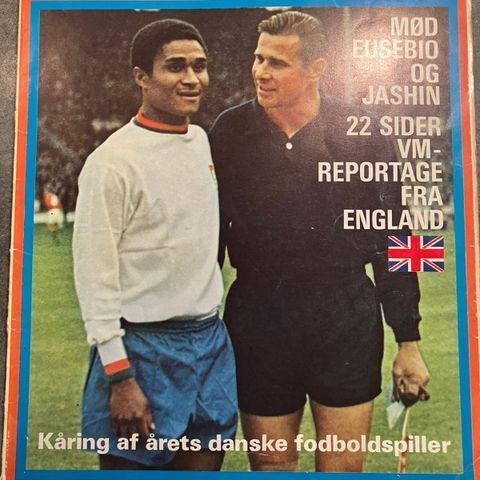 MØD
EUSEBIO
OG
JASHIN
22 SIDER
VM-
REPORTAGE
FRA
ENGLAND
Kåring af årets danske fodboldspiller